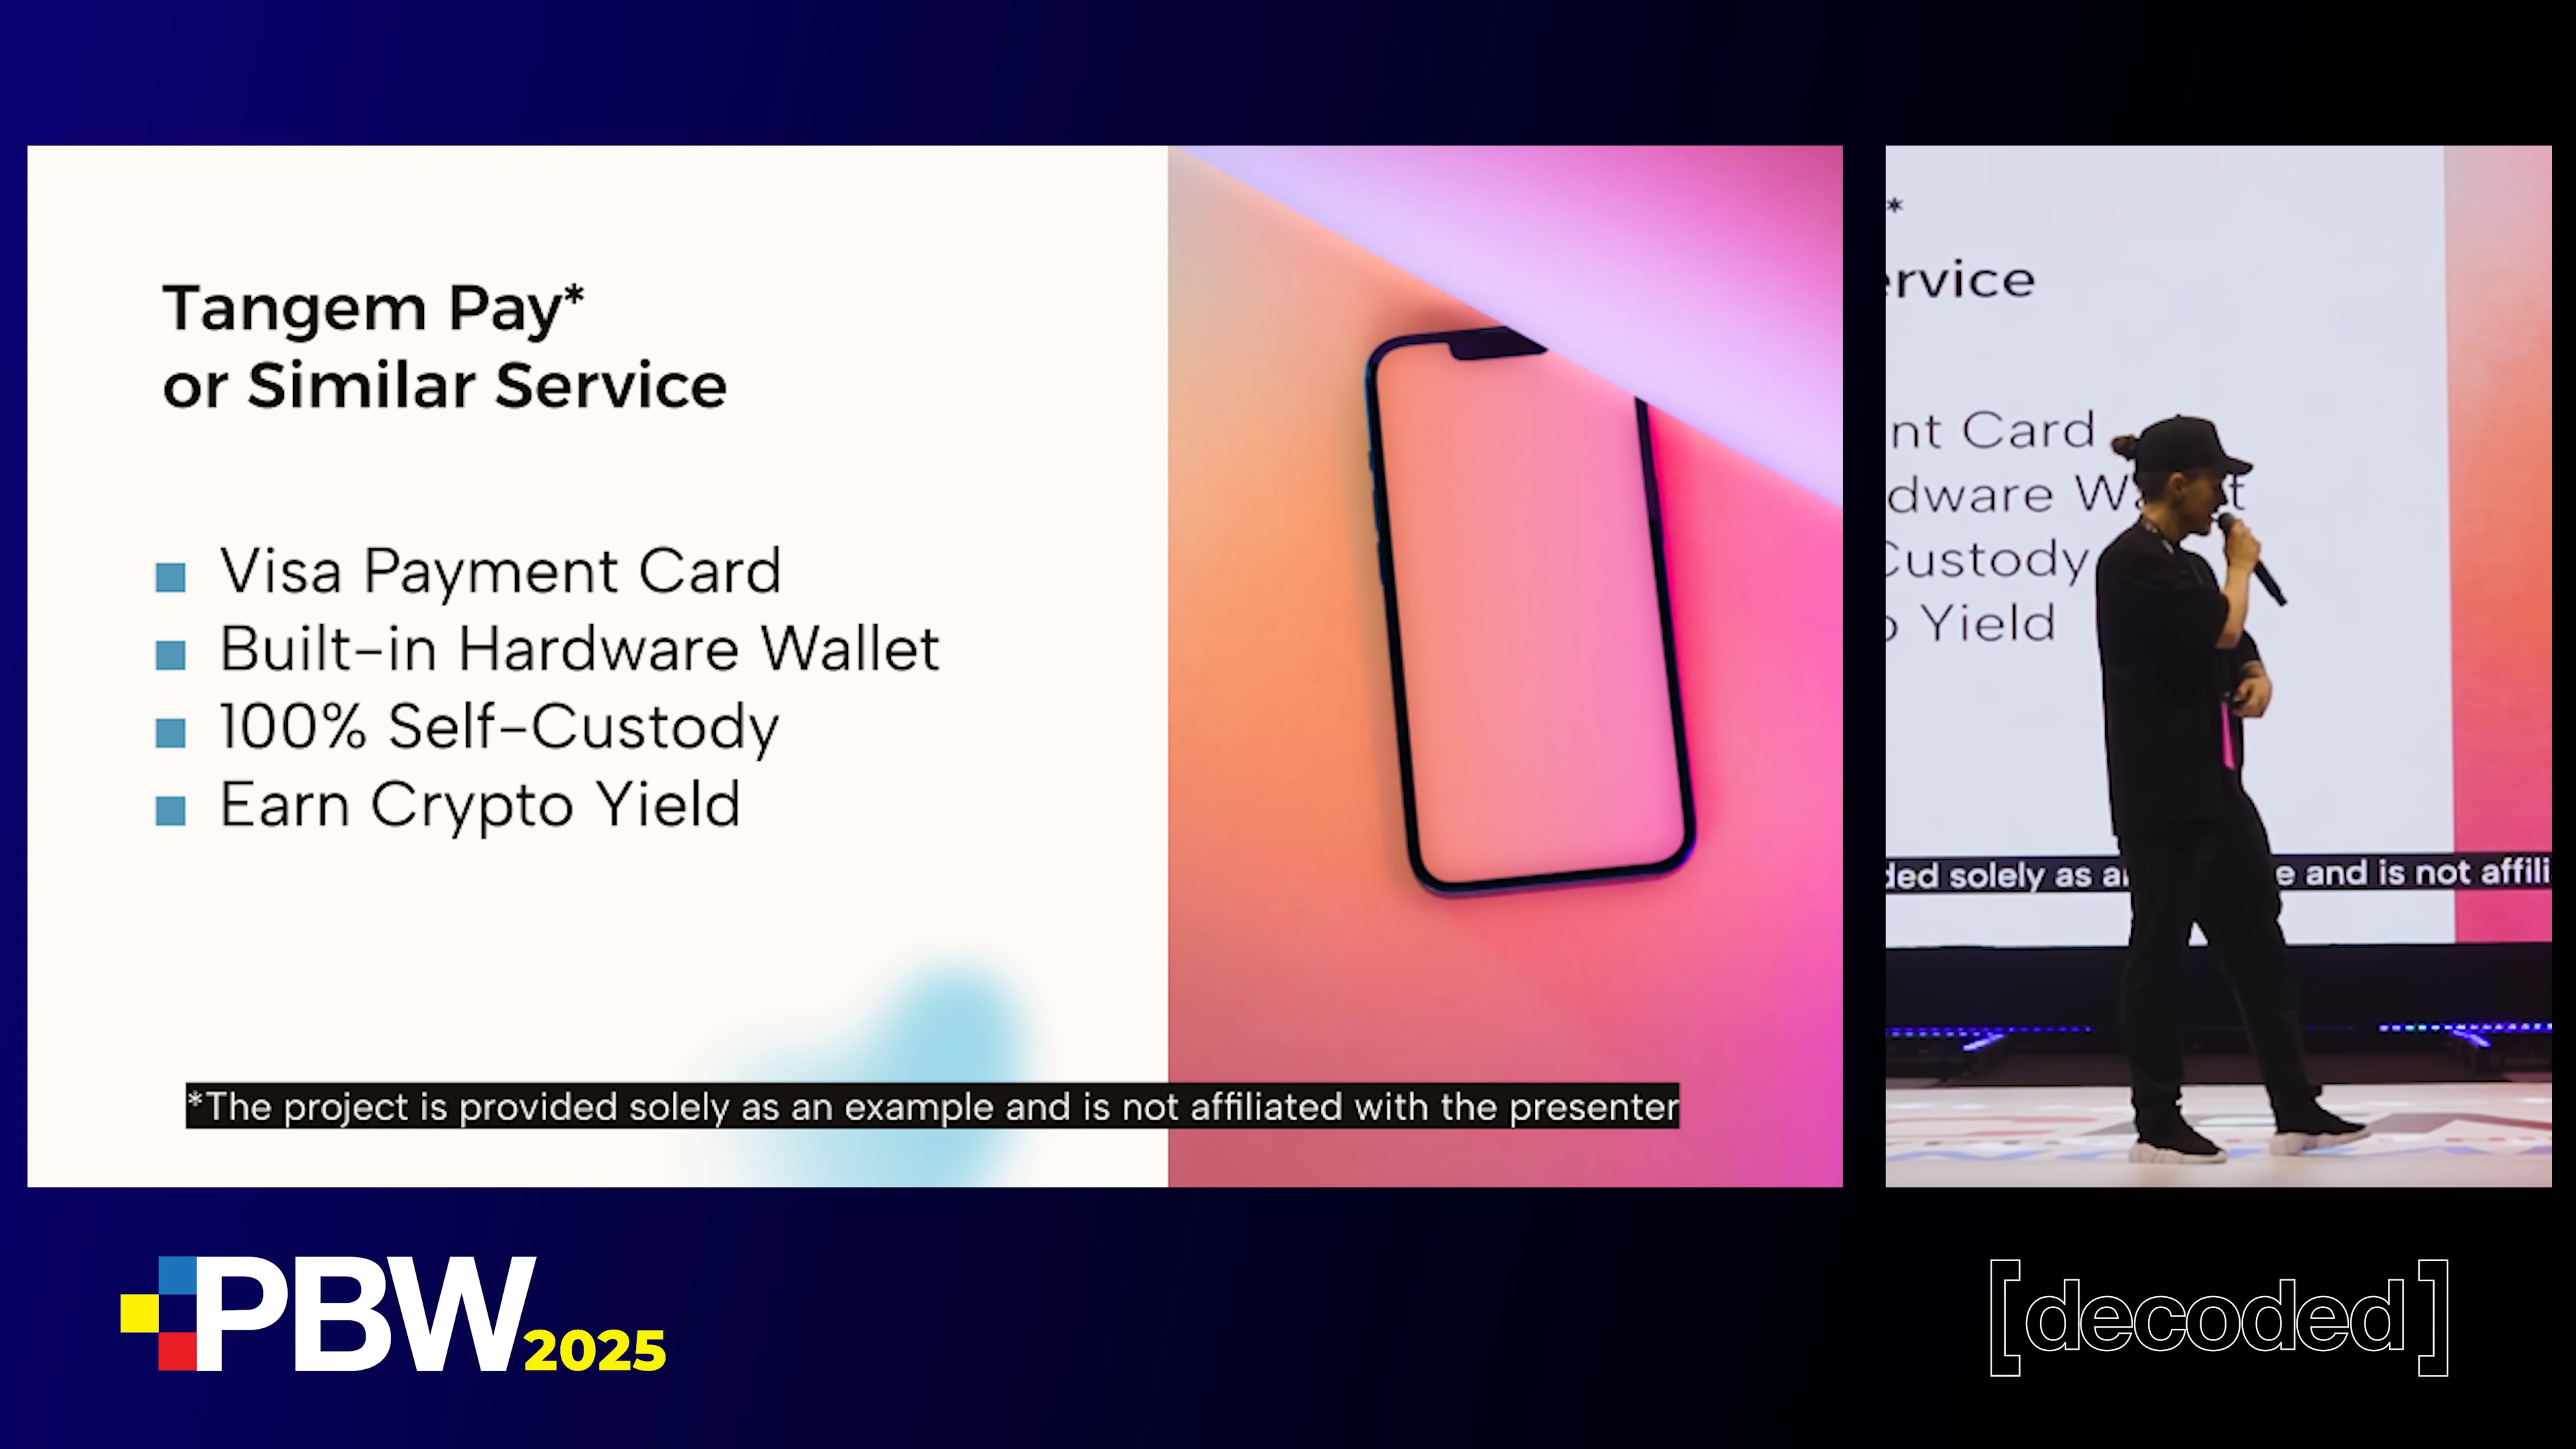 Tangem Pay*
or Similar Service
Visa Payment Card
Built-in Hardware Wallet
100% Self-Custody
Earn Crypto Yield
*The project is provided solely as an example and is not affiliated with the presenter
*
ervice
nt Card
dware W t
Custody
o Yield
ded solely as a e and is not affili
PBW 2025
[decoded]